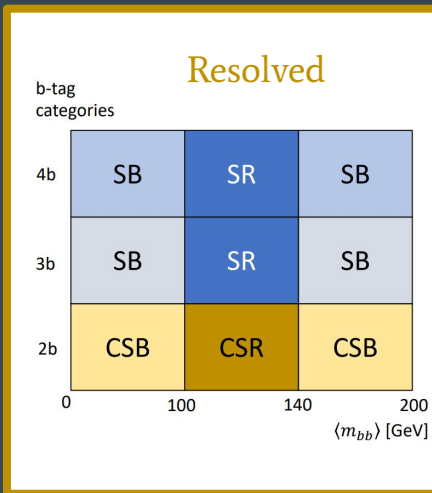 Resolved
b-tag
categories
4b SB SR SB
3b SB SR SB
2b CSB CSR CSB
0 100 140 200
⟨m_bb⟩ [GeV]